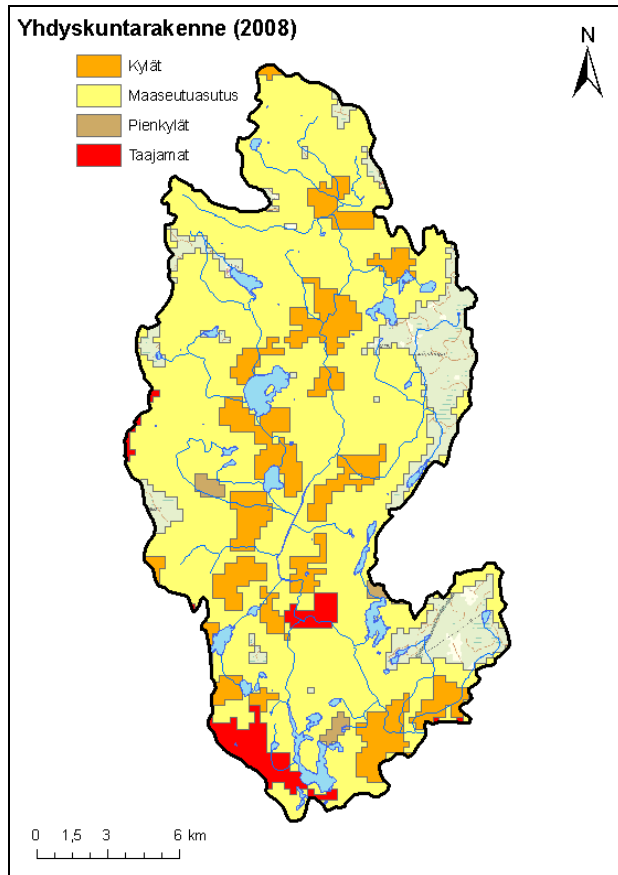 Yhdyskuntarakenne (2008)
N
Kylät
Maaseutuasutus
Pienkylät
Taajamat
0 1,5 3 6 km